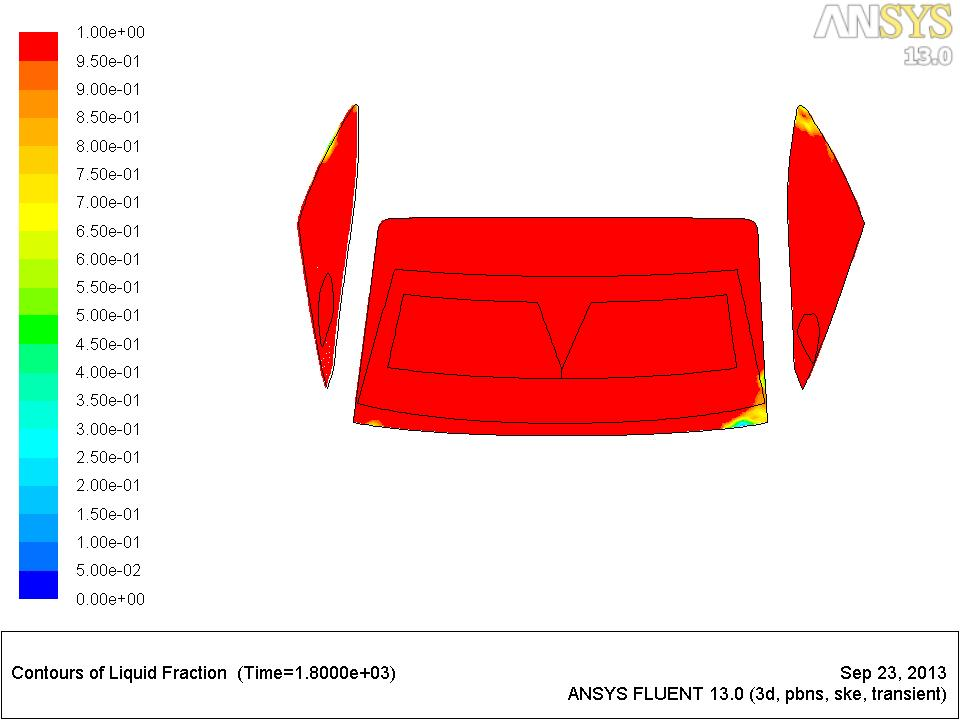 ANSYS
13.0
1.00e+00
9.50e-01
9.00e-01
8.50e-01
8.00e-01
7.50e-01
7.00e-01
6.50e-01
6.00e-01
5.50e-01
5.00e-01
4.50e-01
4.00e-01
3.50e-01
3.00e-01
2.50e-01
2.00e-01
1.50e-01
1.00e-01
5.00e-02
0.00e+00
Contours of Liquid Fraction (Time=1.8000e+03)
Sep 23, 2013
ANSYS FLUENT 13.0 (3d, pbns, ske, transient)